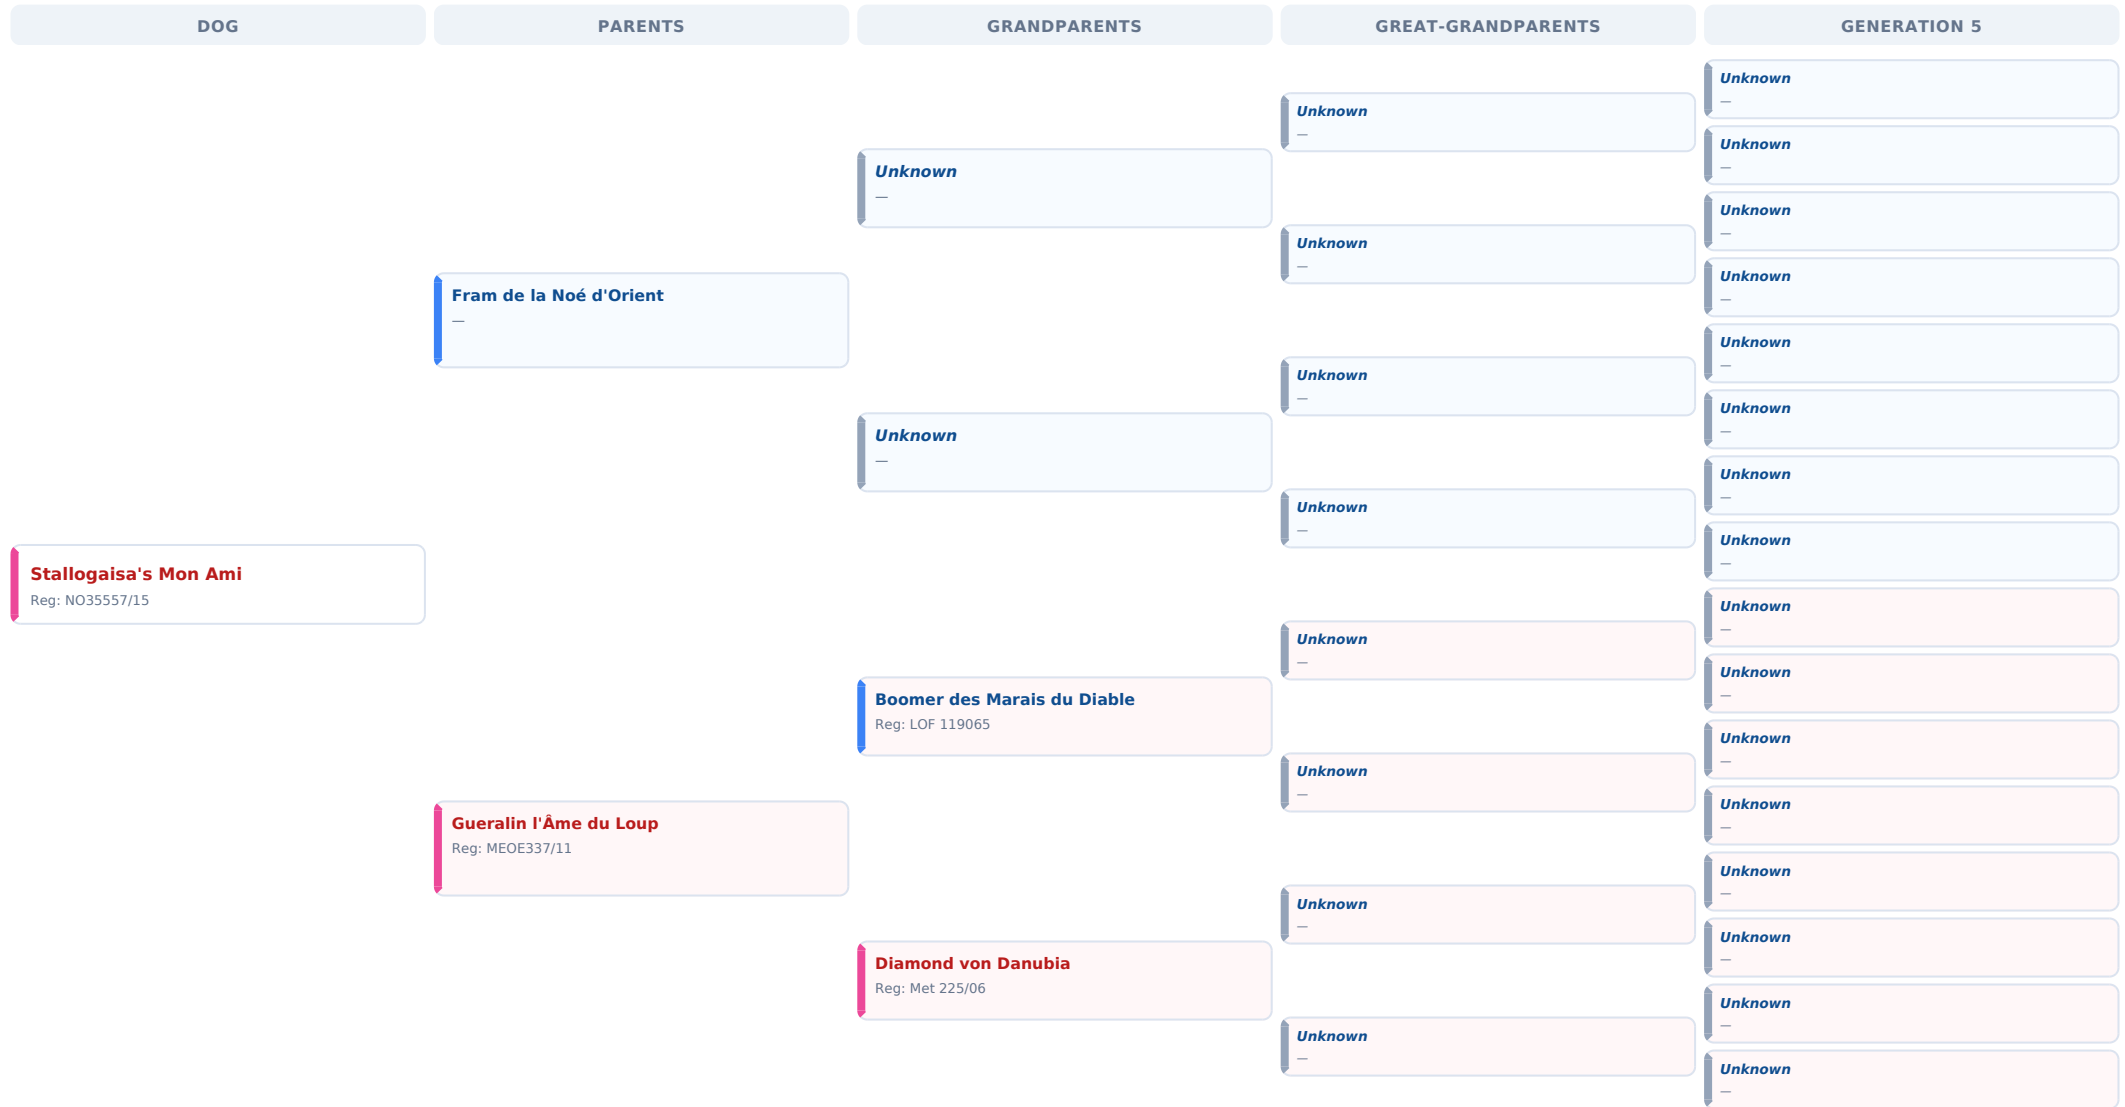 DOG
PARENTS
GRANDPARENTS
GREAT-GRANDPARENTS
GENERATION 5
Stallogaisa's Mon Ami
Reg: NO35557/15
Fram de la Noé d'Orient
—
Gueralin l'Âme du Loup
Reg: MEOE337/11
Unknown
—
Unknown
—
Boomer des Marais du Diable
Reg: LOF 119065
Diamond von Danubia
Reg: Met 225/06
Unknown
—
Unknown
—
Unknown
—
Unknown
—
Unknown
—
Unknown
—
Unknown
—
Unknown
—
Unknown
—
Unknown
—
Unknown
—
Unknown
—
Unknown
—
Unknown
—
Unknown
—
Unknown
—
Unknown
—
Unknown
—
Unknown
—
Unknown
—
Unknown
—
Unknown
—
Unknown
—
Unknown
—